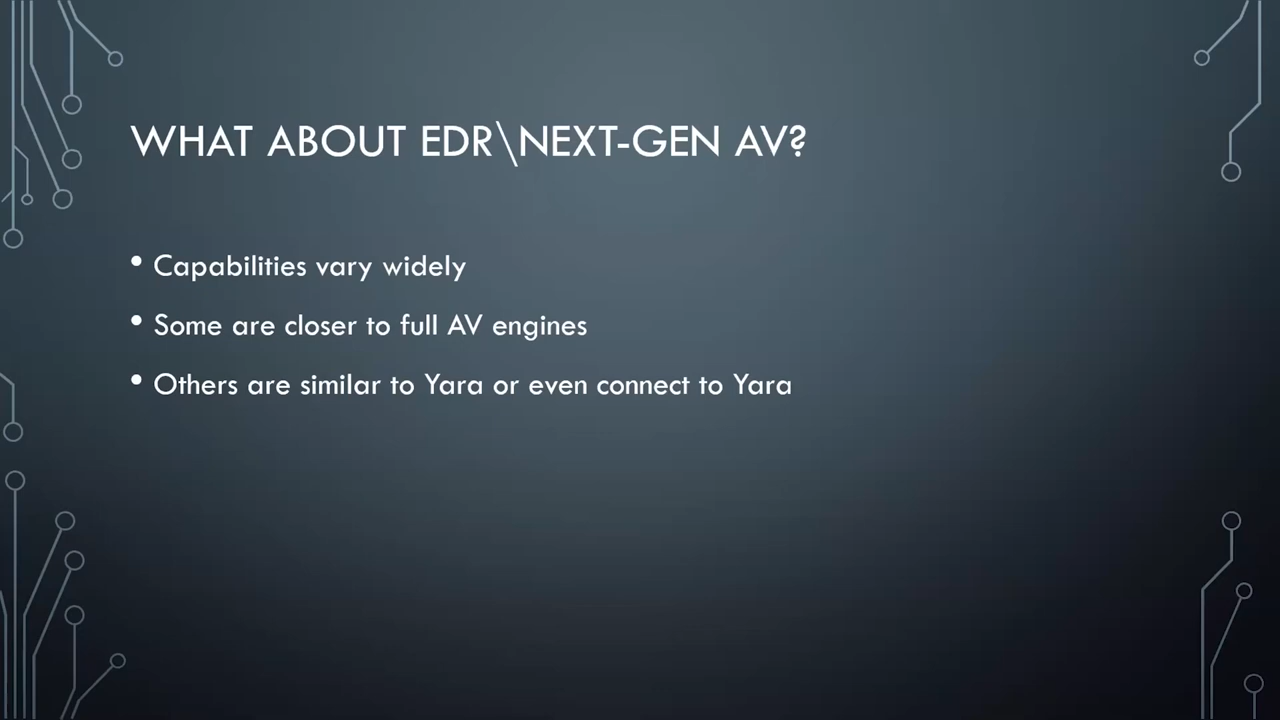 WHAT ABOUT EDR\NEXT-GEN AV?
• Capabilities vary widely
• Some are closer to full AV engines
• Others are similar to Yara or even connect to Yara